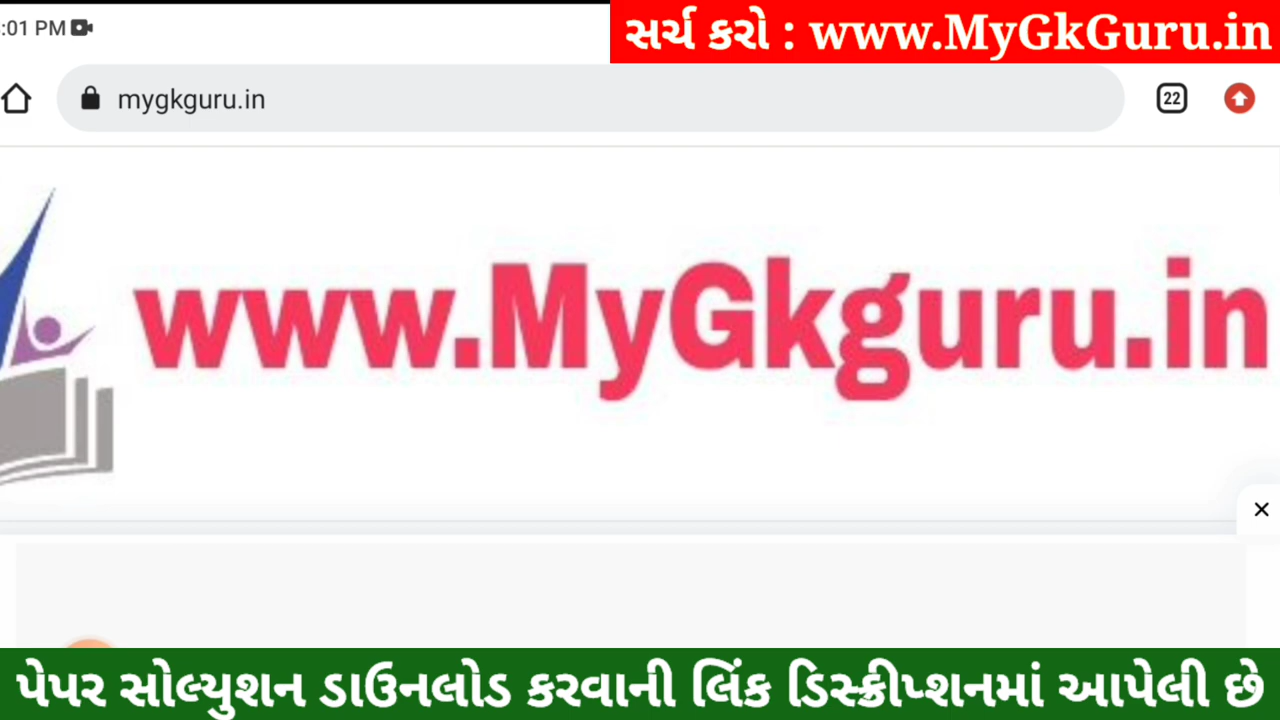 :01 PM
સર્ચ કરો : www.MyGkGuru.in
mygkguru.in
22
www.MyGkguru.in
પેપર સોલ્યુશન ડાઉનલોડ કરવાની લિંક ડિસ્ક્રીપ્શનમાં આપેલી છે